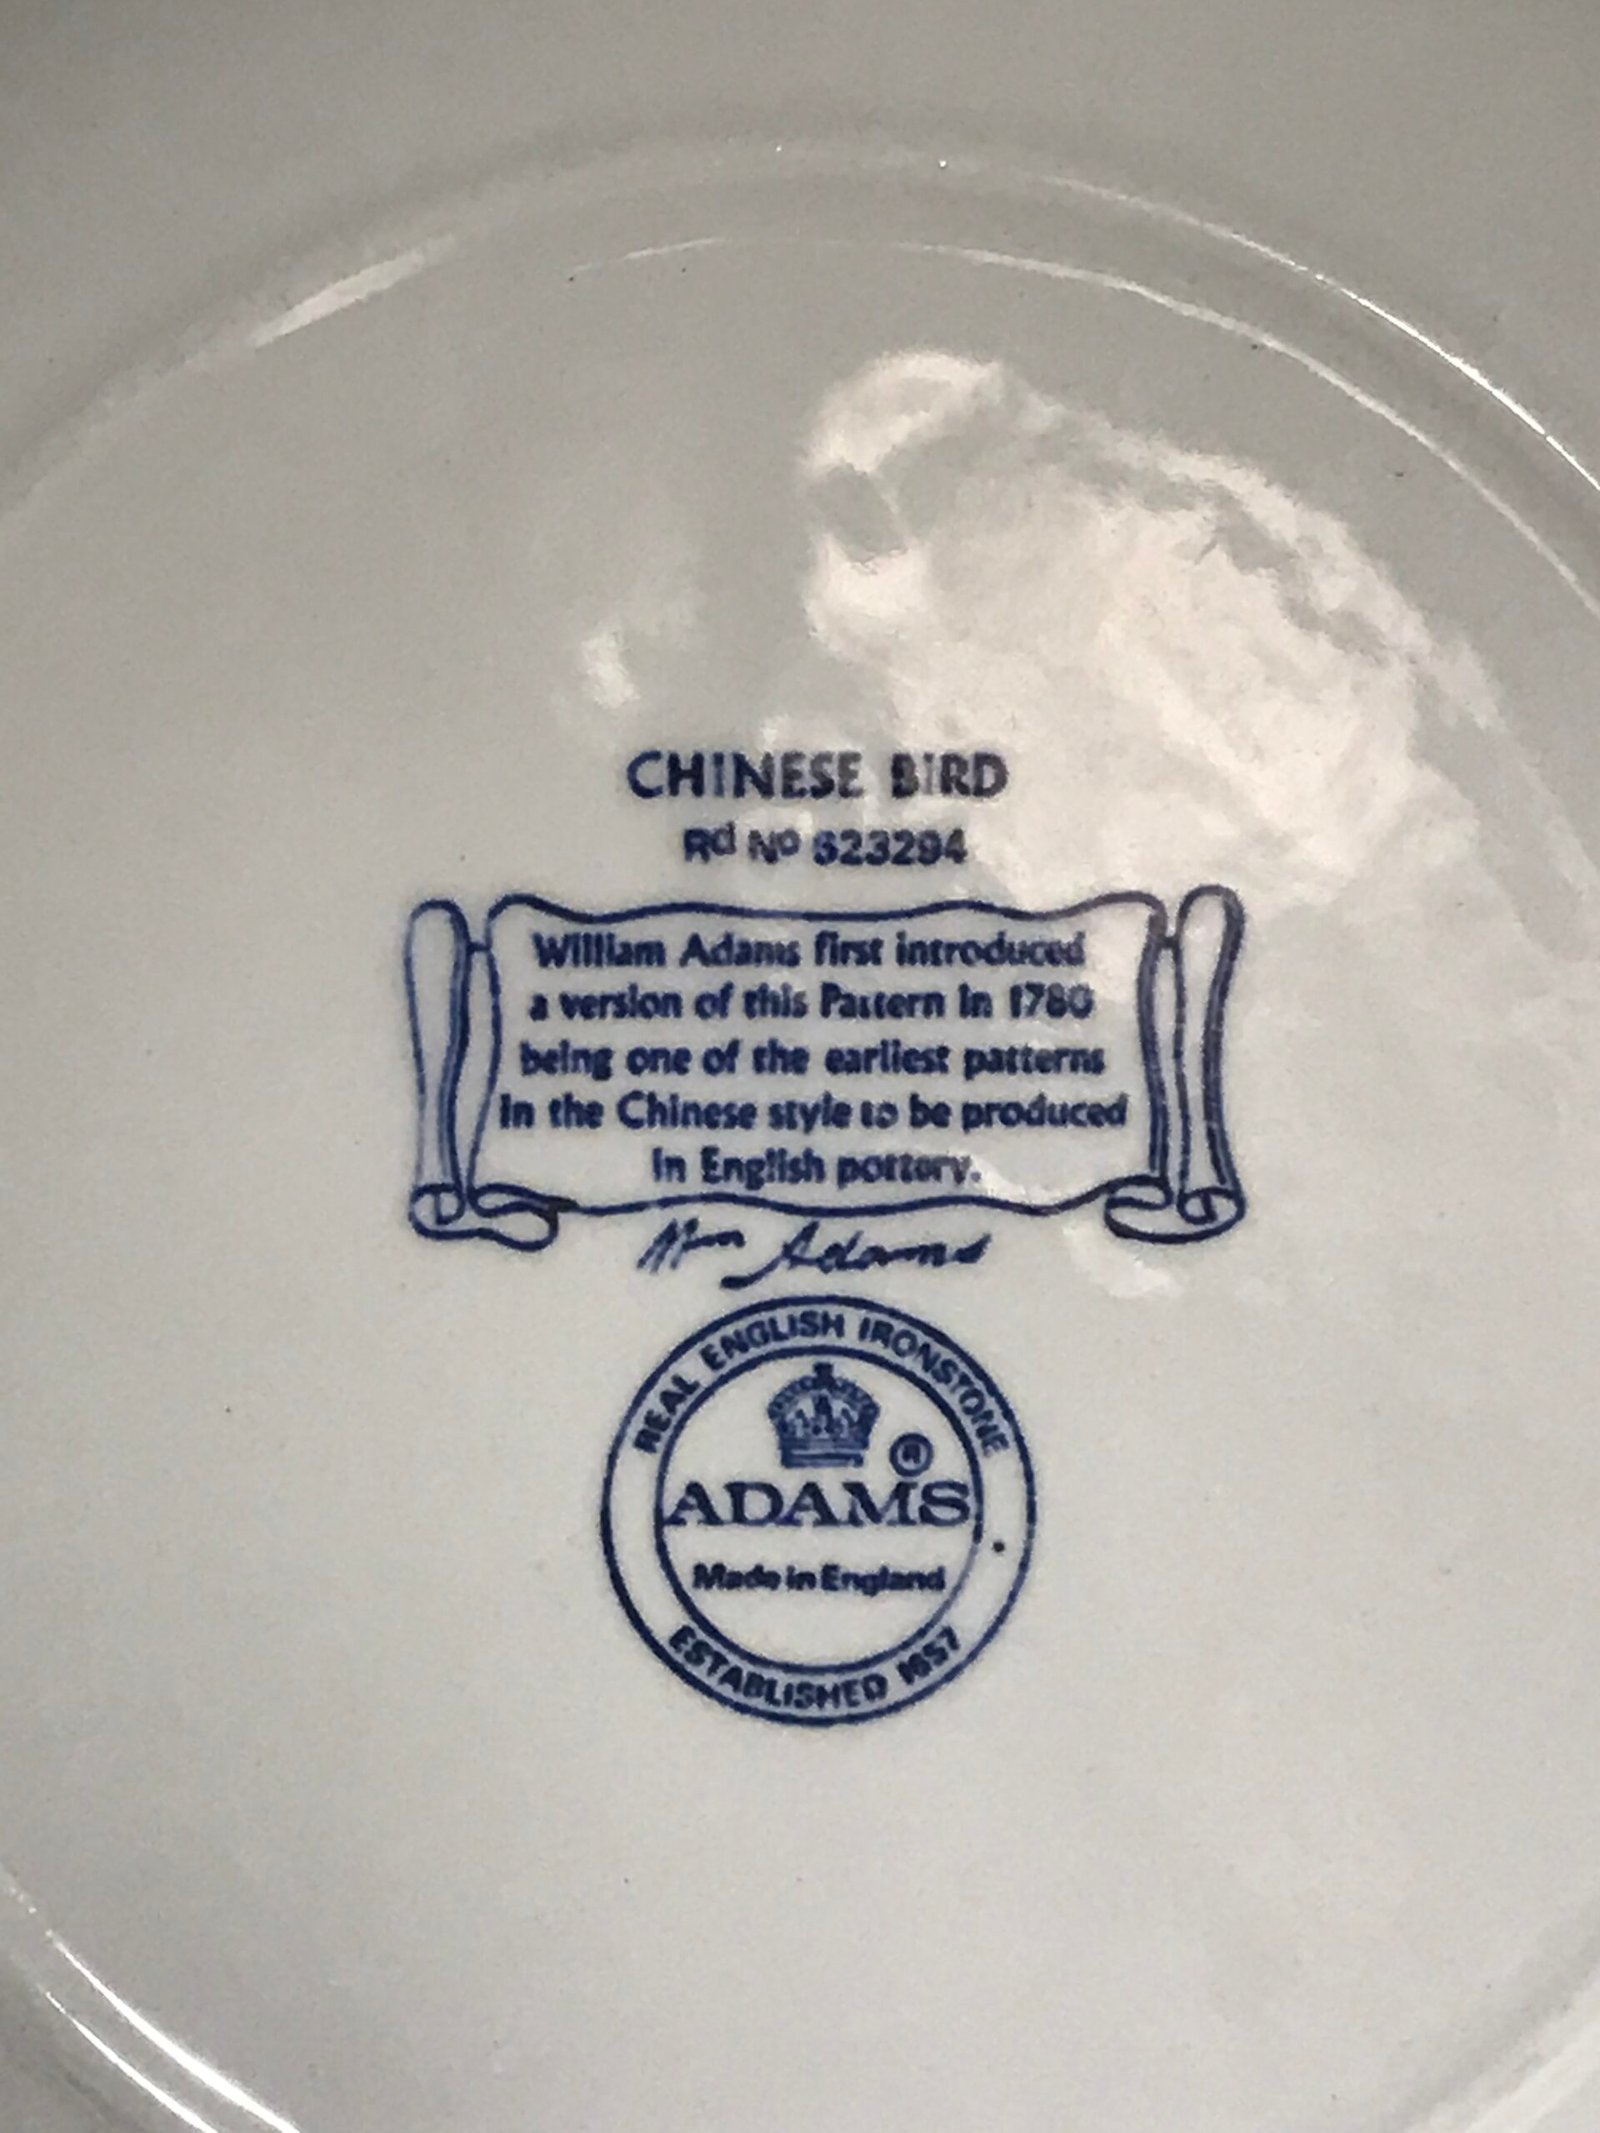 CHINESE BIRD
Rd No 623294
William Adams first introduced
a version of this Pattern in 1780
being one of the earliest patterns
in the Chinese style to be produced
in English pottery.
Wm Adams
REAL ENGLISH IRONSTONE
®
ADAMS
Made in England
ESTABLISHED 1657